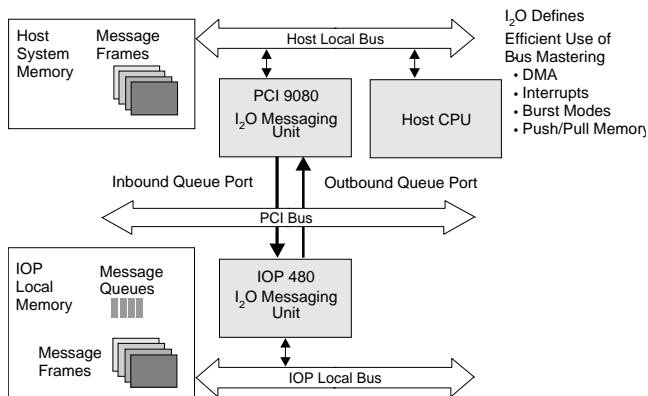 Host
System
Memory
Message
Frames
Host Local Bus
I₂O Defines
Efficient Use of
Bus Mastering
• DMA
• Interrupts
• Burst Modes
• Push/Pull Memory
PCI 9080
I₂O Messaging
Unit
Host CPU
Inbound Queue Port
Outbound Queue Port
PCI Bus
IOP
Local
Memory
Message
Queues
Message
Frames
IOP 480
I₂O Messaging
Unit
IOP Local Bus